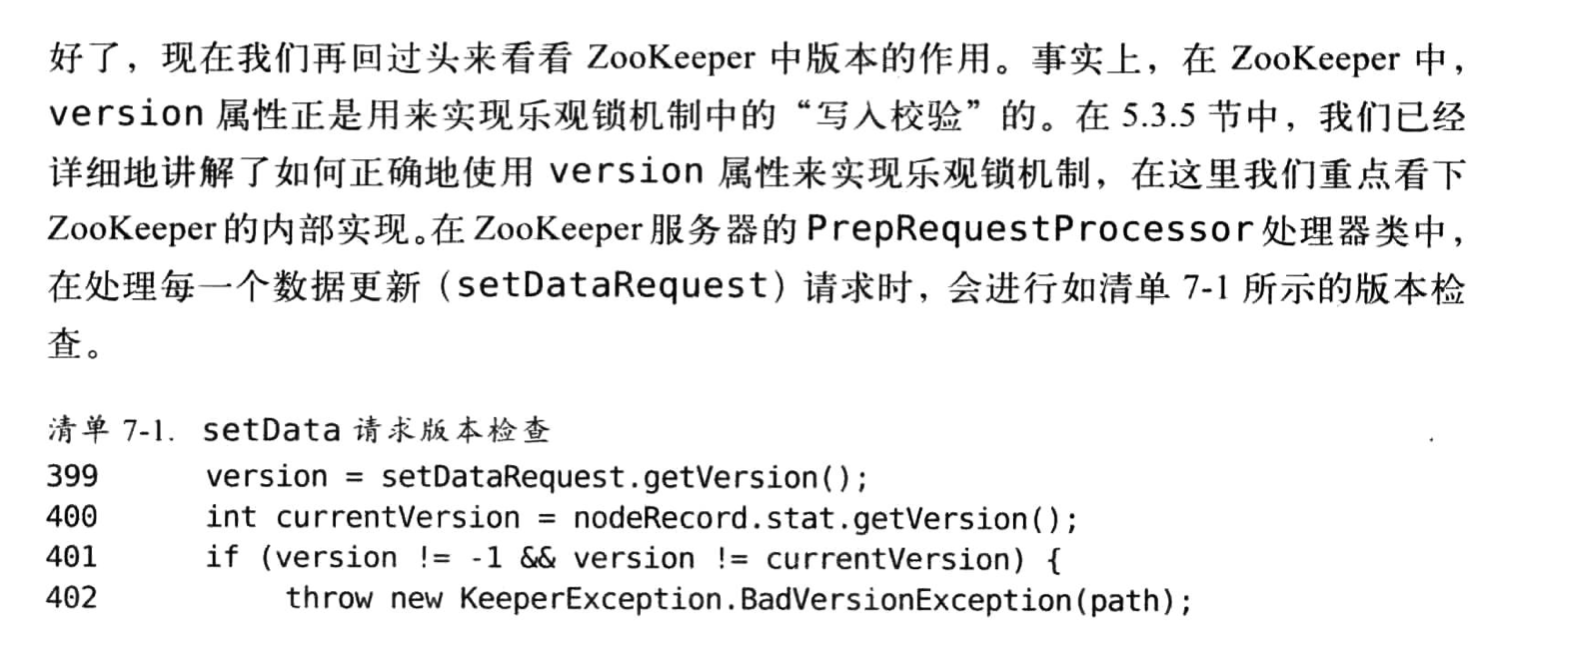 好了，现在我们再回过头来看看 ZooKeeper 中版本的作用。事实上，在 ZooKeeper 中，
version 属性正是用来实现乐观锁机制中的“写入校验”的。在 5.3.5 节中，我们已经
详细地讲解了如何正确地使用 version 属性来实现乐观锁机制，在这里我们重点看下
ZooKeeper 的内部实现。在 ZooKeeper 服务器的 PrepRequestProcessor 处理器类中，
在处理每一个数据更新（setDataRequest）请求时，会进行如清单 7-1 所示的版本检
查。
清单 7-1. setData 请求版本检查
399 version = setDataRequest.getVersion();
400 int currentVersion = nodeRecord.stat.getVersion();
401 if (version != -1 && version != currentVersion) {
402 throw new KeeperException.BadVersionException(path);